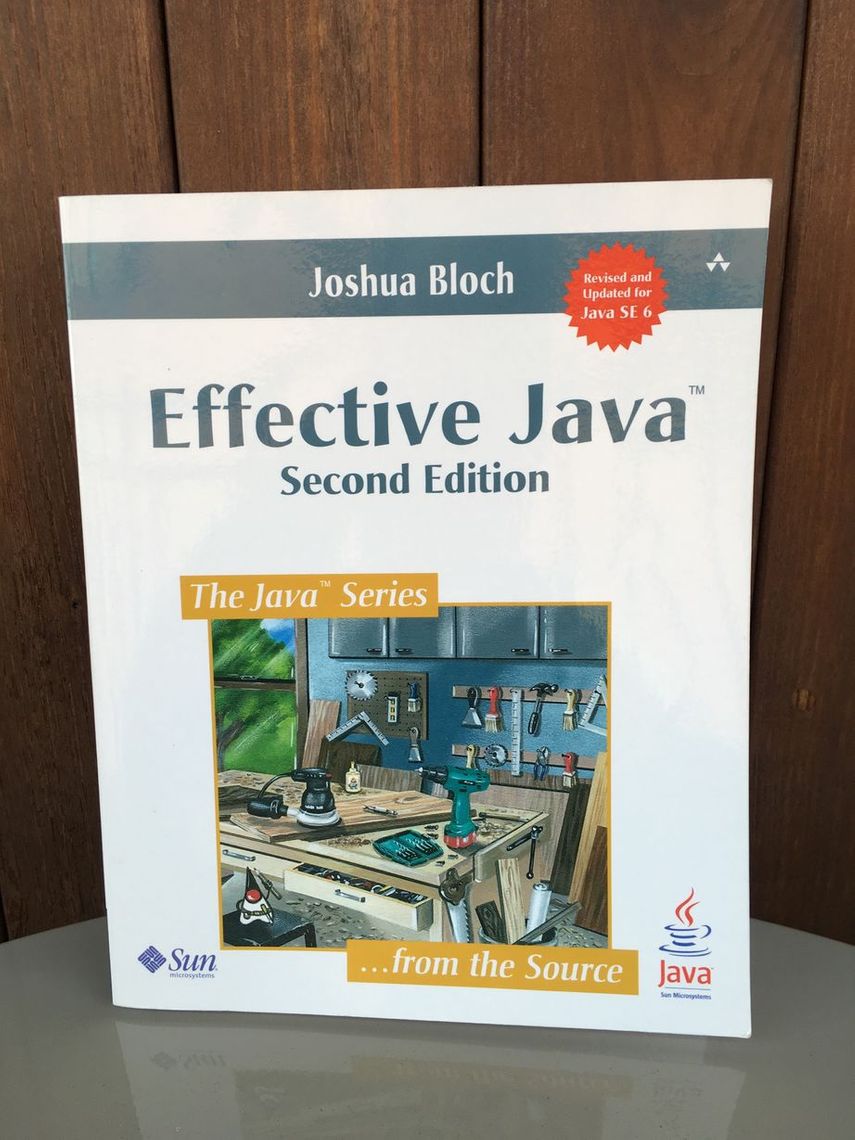 Joshua Bloch
Revised and
Updated for
Java SE 6
Effective Java™
Second Edition
The Java™ Series
...from the Source
Sun
microsystems
Java
Sun Microsystems